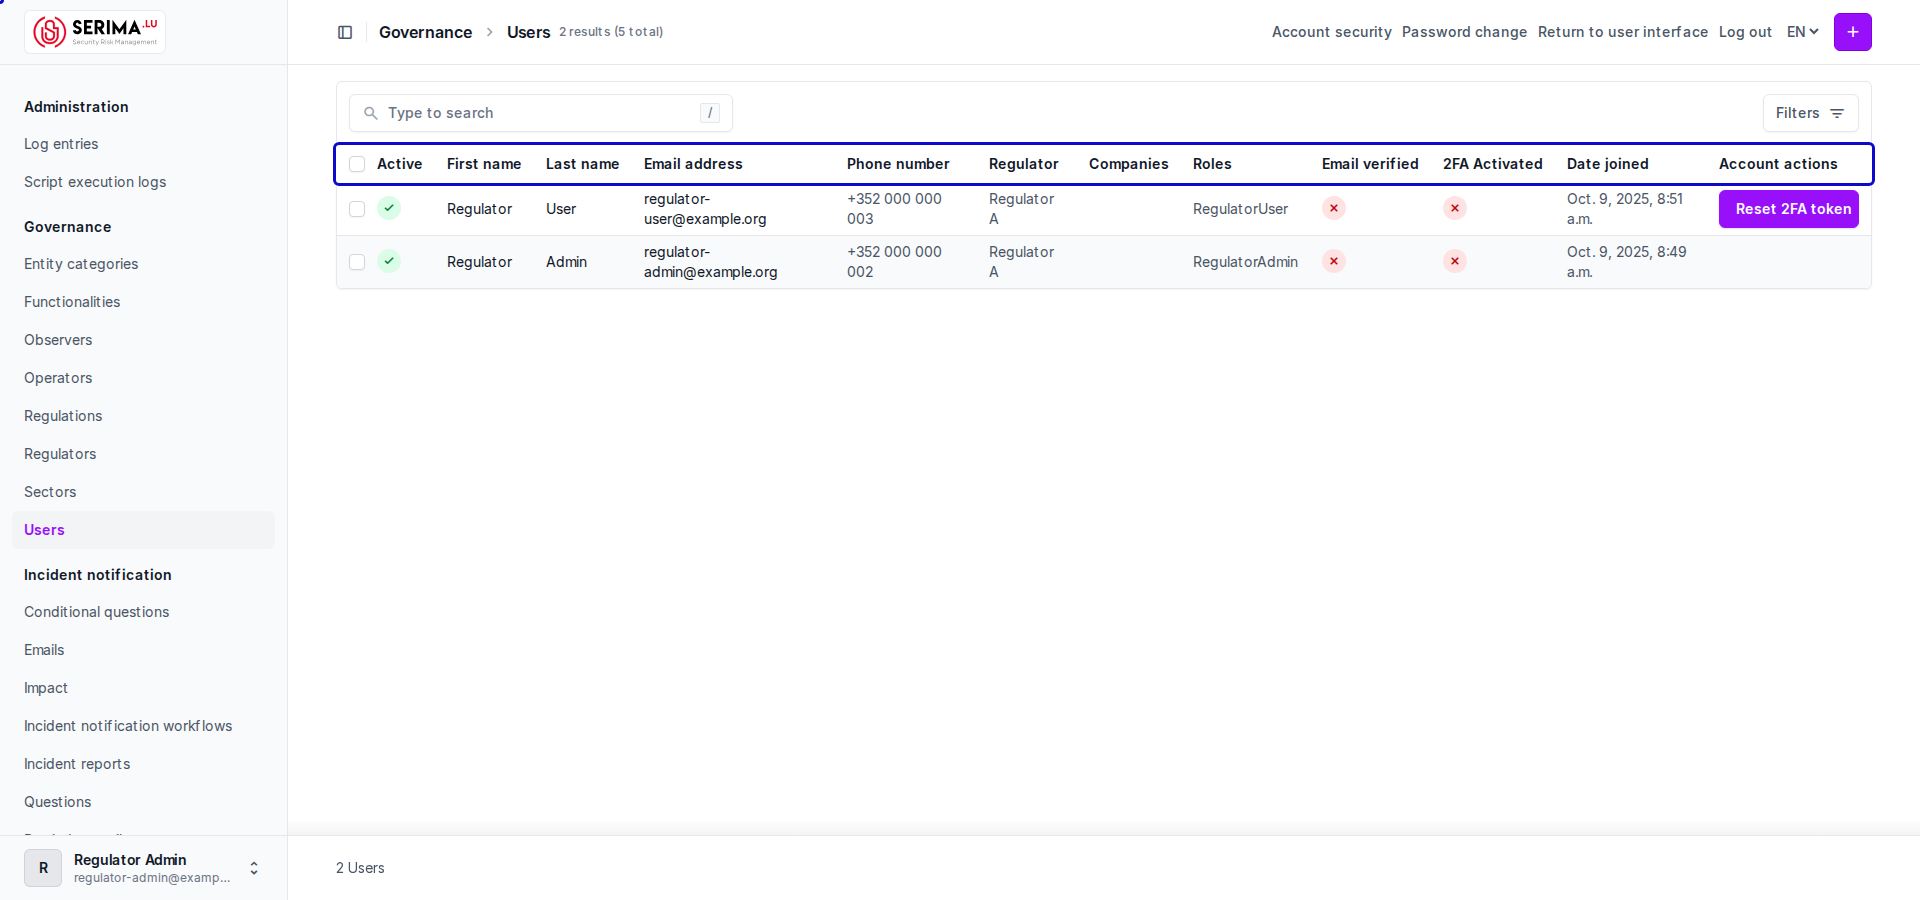 SERIMA.LU
Security Risk Management
Governance > Users 2 results (5 total)
Account security Password change Return to user interface Log out EN +
Administration
Log entries
Script execution logs
Governance
Entity categories
Functionalities
Observers
Operators
Regulations
Regulators
Sectors
Users
Incident notification
Conditional questions
Emails
Impact
Incident notification workflows
Incident reports
Questions
R
Regulator Admin
regulator-admin@examp...
Type to search /
Filters
Active First name Last name Email address Phone number Regulator Companies Roles Email verified 2FA Activated Date joined Account actions
Regulator User regulator-user@example.org +352 000 000 003 Regulator A RegulatorUser Oct. 9, 2025, 8:51 a.m. Reset 2FA token
Regulator Admin regulator-admin@example.org +352 000 000 002 Regulator A RegulatorAdmin Oct. 9, 2025, 8:49 a.m.
2 Users